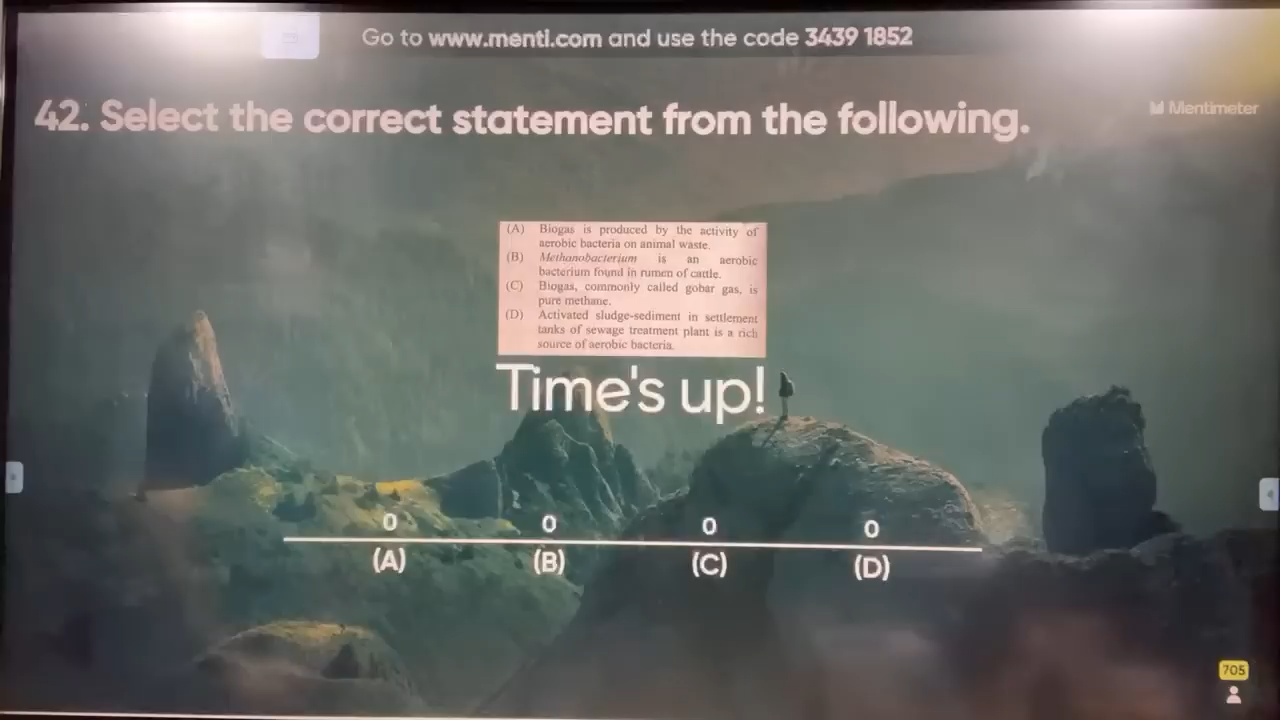 Go to www.menti.com and use the code 3439 1852
42. Select the correct statement from the following.
Mentimeter
(A) Biogas is produced by the activity of
aerobic bacteria on animal waste.
(B) Methanobacterium is an aerobic
bacterium found in rumen of cattle.
(C) Biogas, commonly called gobar gas, is
pure methane.
(D) Activated sludge-sediment in settlement
tanks of sewage treatment plant is a rich
source of aerobic bacteria.
Time's up!
0 0 0 0
(A) (B) (C) (D)
705